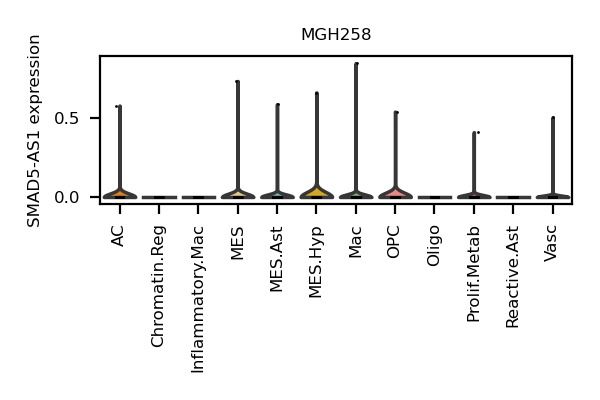 MGH258
SMAD5-AS1 expression
0.5
0.0
AC
Chromatin.Reg
Inflammatory.Mac
MES
MES.Ast
MES.Hyp
Mac
OPC
Oligo
Prolif.Metab
Reactive.Ast
Vasc